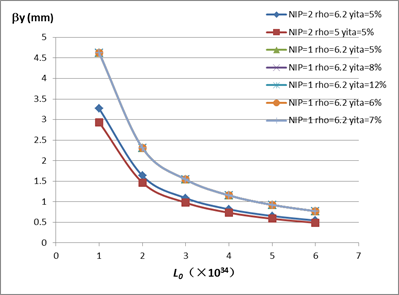 βy (mm)
NIP=2 rho=6.2 yita=5%
NIP=2 rho=5 yita=5%
NIP=1 rho=6.2 yita=5%
NIP=1 rho=6.2 yita=8%
NIP=1 rho=6.2 yita=12%
NIP=1 rho=6.2 yita=6%
NIP=1 rho=6.2 yita=7%
5
4.5
4
3.5
3
2.5
2
1.5
1
0.5
0
0 1 2 3 4 5 6 7
L₀ (×10³⁴)